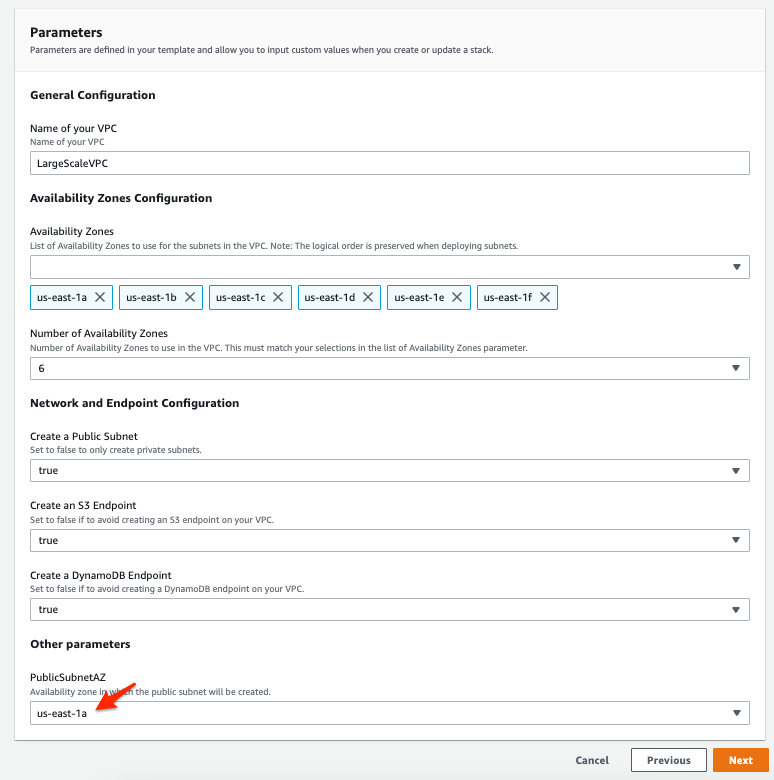 Parameters
Parameters are defined in your template and allow you to input custom values when you create or update a stack.
General Configuration
Name of your VPC
Name of your VPC
LargeScaleVPC
Availability Zones Configuration
Availability Zones
List of Availability Zones to use for the subnets in the VPC. Note: The logical order is preserved when deploying subnets.
us-east-1a us-east-1b us-east-1c us-east-1d us-east-1e us-east-1f
Number of Availability Zones
Number of Availability Zones to use in the VPC. This must match your selections in the list of Availability Zones parameter.
6
Network and Endpoint Configuration
Create a Public Subnet
Set to false to only create private subnets.
true
Create an S3 Endpoint
Set to false if to avoid creating an S3 endpoint on your VPC.
true
Create a DynamoDB Endpoint
Set to false if to avoid creating a DynamoDB endpoint on your VPC.
true
Other parameters
PublicSubnetAZ
Availability zone in which the public subnet will be created.
us-east-1a
Cancel Previous Next